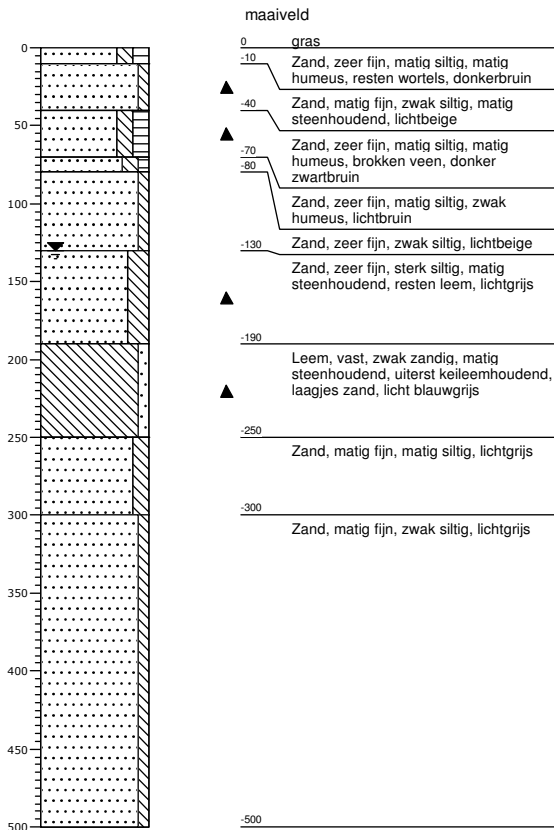 maaiveld
0
0
gras
-10
Zand, zeer fijn, matig siltig, matig
humeus, resten wortels, donkerbruin
-40
Zand, matig fijn, zwak siltig, matig
steenhoudend, lichtbeige
50
-70
Zand, zeer fijn, matig siltig, matig
humeus, brokken veen, donker
zwartbruin
-80
Zand, zeer fijn, matig siltig, zwak
humeus, lichtbruin
100
-130
Zand, zeer fijn, zwak siltig, lichtbeige
Zand, zeer fijn, sterk siltig, matig
steenhoudend, resten leem, lichtgrijs
150
-190
Leem, vast, zwak zandig, matig
steenhoudend, uiterst keileemhoudend,
laagjes zand, licht blauwgrijs
200
250
-250
Zand, matig fijn, matig siltig, lichtgrijs
300
-300
Zand, matig fijn, zwak siltig, lichtgrijs
350
400
450
500
-500